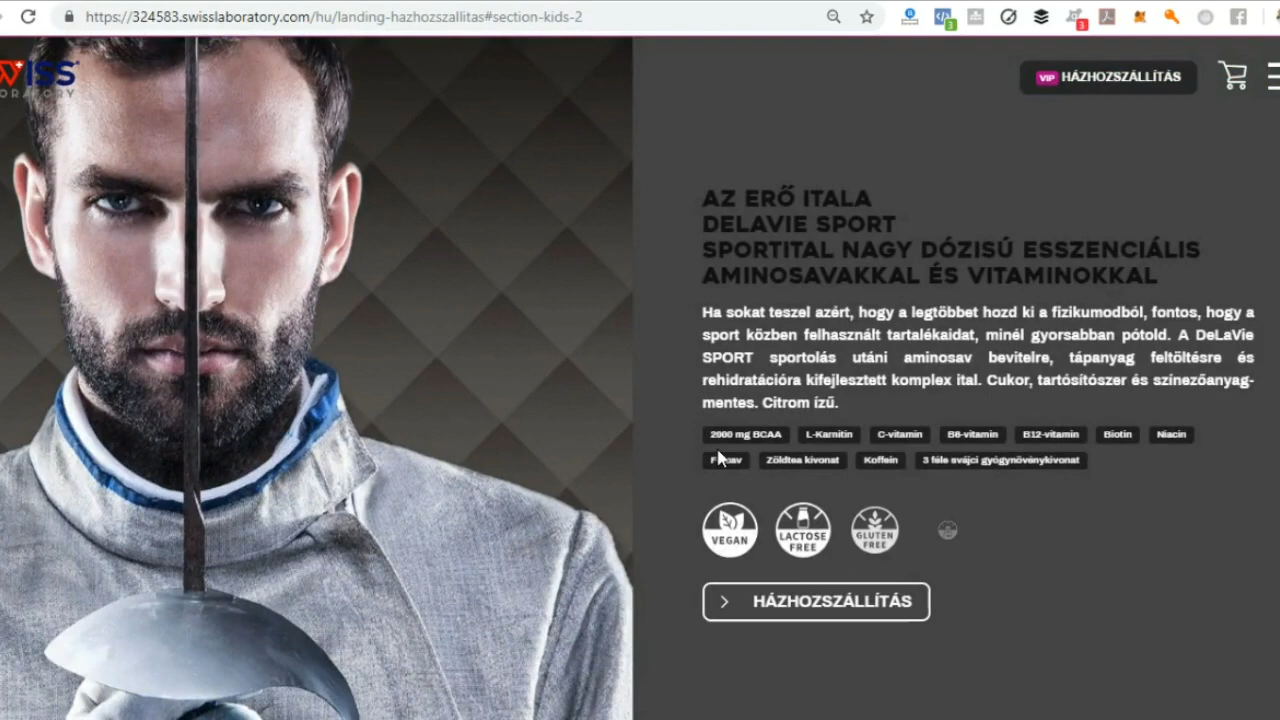 https://324583.swisslaboratory.com/hu/landing-hazhozszallitas#section-kids-2
3
3
WISS
ORATORY
VIP HÁZHOZSZÁLLÍTÁS
AZ ERŐ ITALA
DELAVIE SPORT
SPORTITAL NAGY DÓZISÚ ESSZENCIÁLIS
AMINOSAVAKKAL ÉS VITAMINOKKAL
Ha sokat teszel azért, hogy a legtöbbet hozd ki a fizikumodból, fontos, hogy a
sport közben felhasznált tartalékaidat, minél gyorsabban pótold. A DeLaVie
SPORT sportolás utáni aminosav bevitelre, tápanyag feltöltésre és
rehidratációra kifejlesztett komplex ital. Cukor, tartósítószer és színezőanyag-
mentes. Citrom ízű.
2000 mg BCAA L-Karnitin C-vitamin B6-vitamin B12-vitamin Biotin Niacin
Zöldtea kivonat Koffein 3 féle svájci gyógynövénykivonat
VEGAN
LACTOSE
FREE
GLUTEN
FREE
HÁZHOZSZÁLLÍTÁS